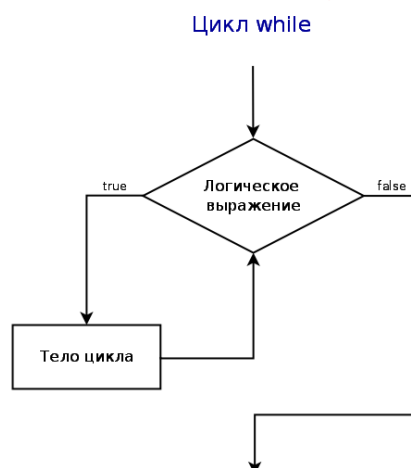 Цикл while
Логическое
выражение
true
false
Тело цикла